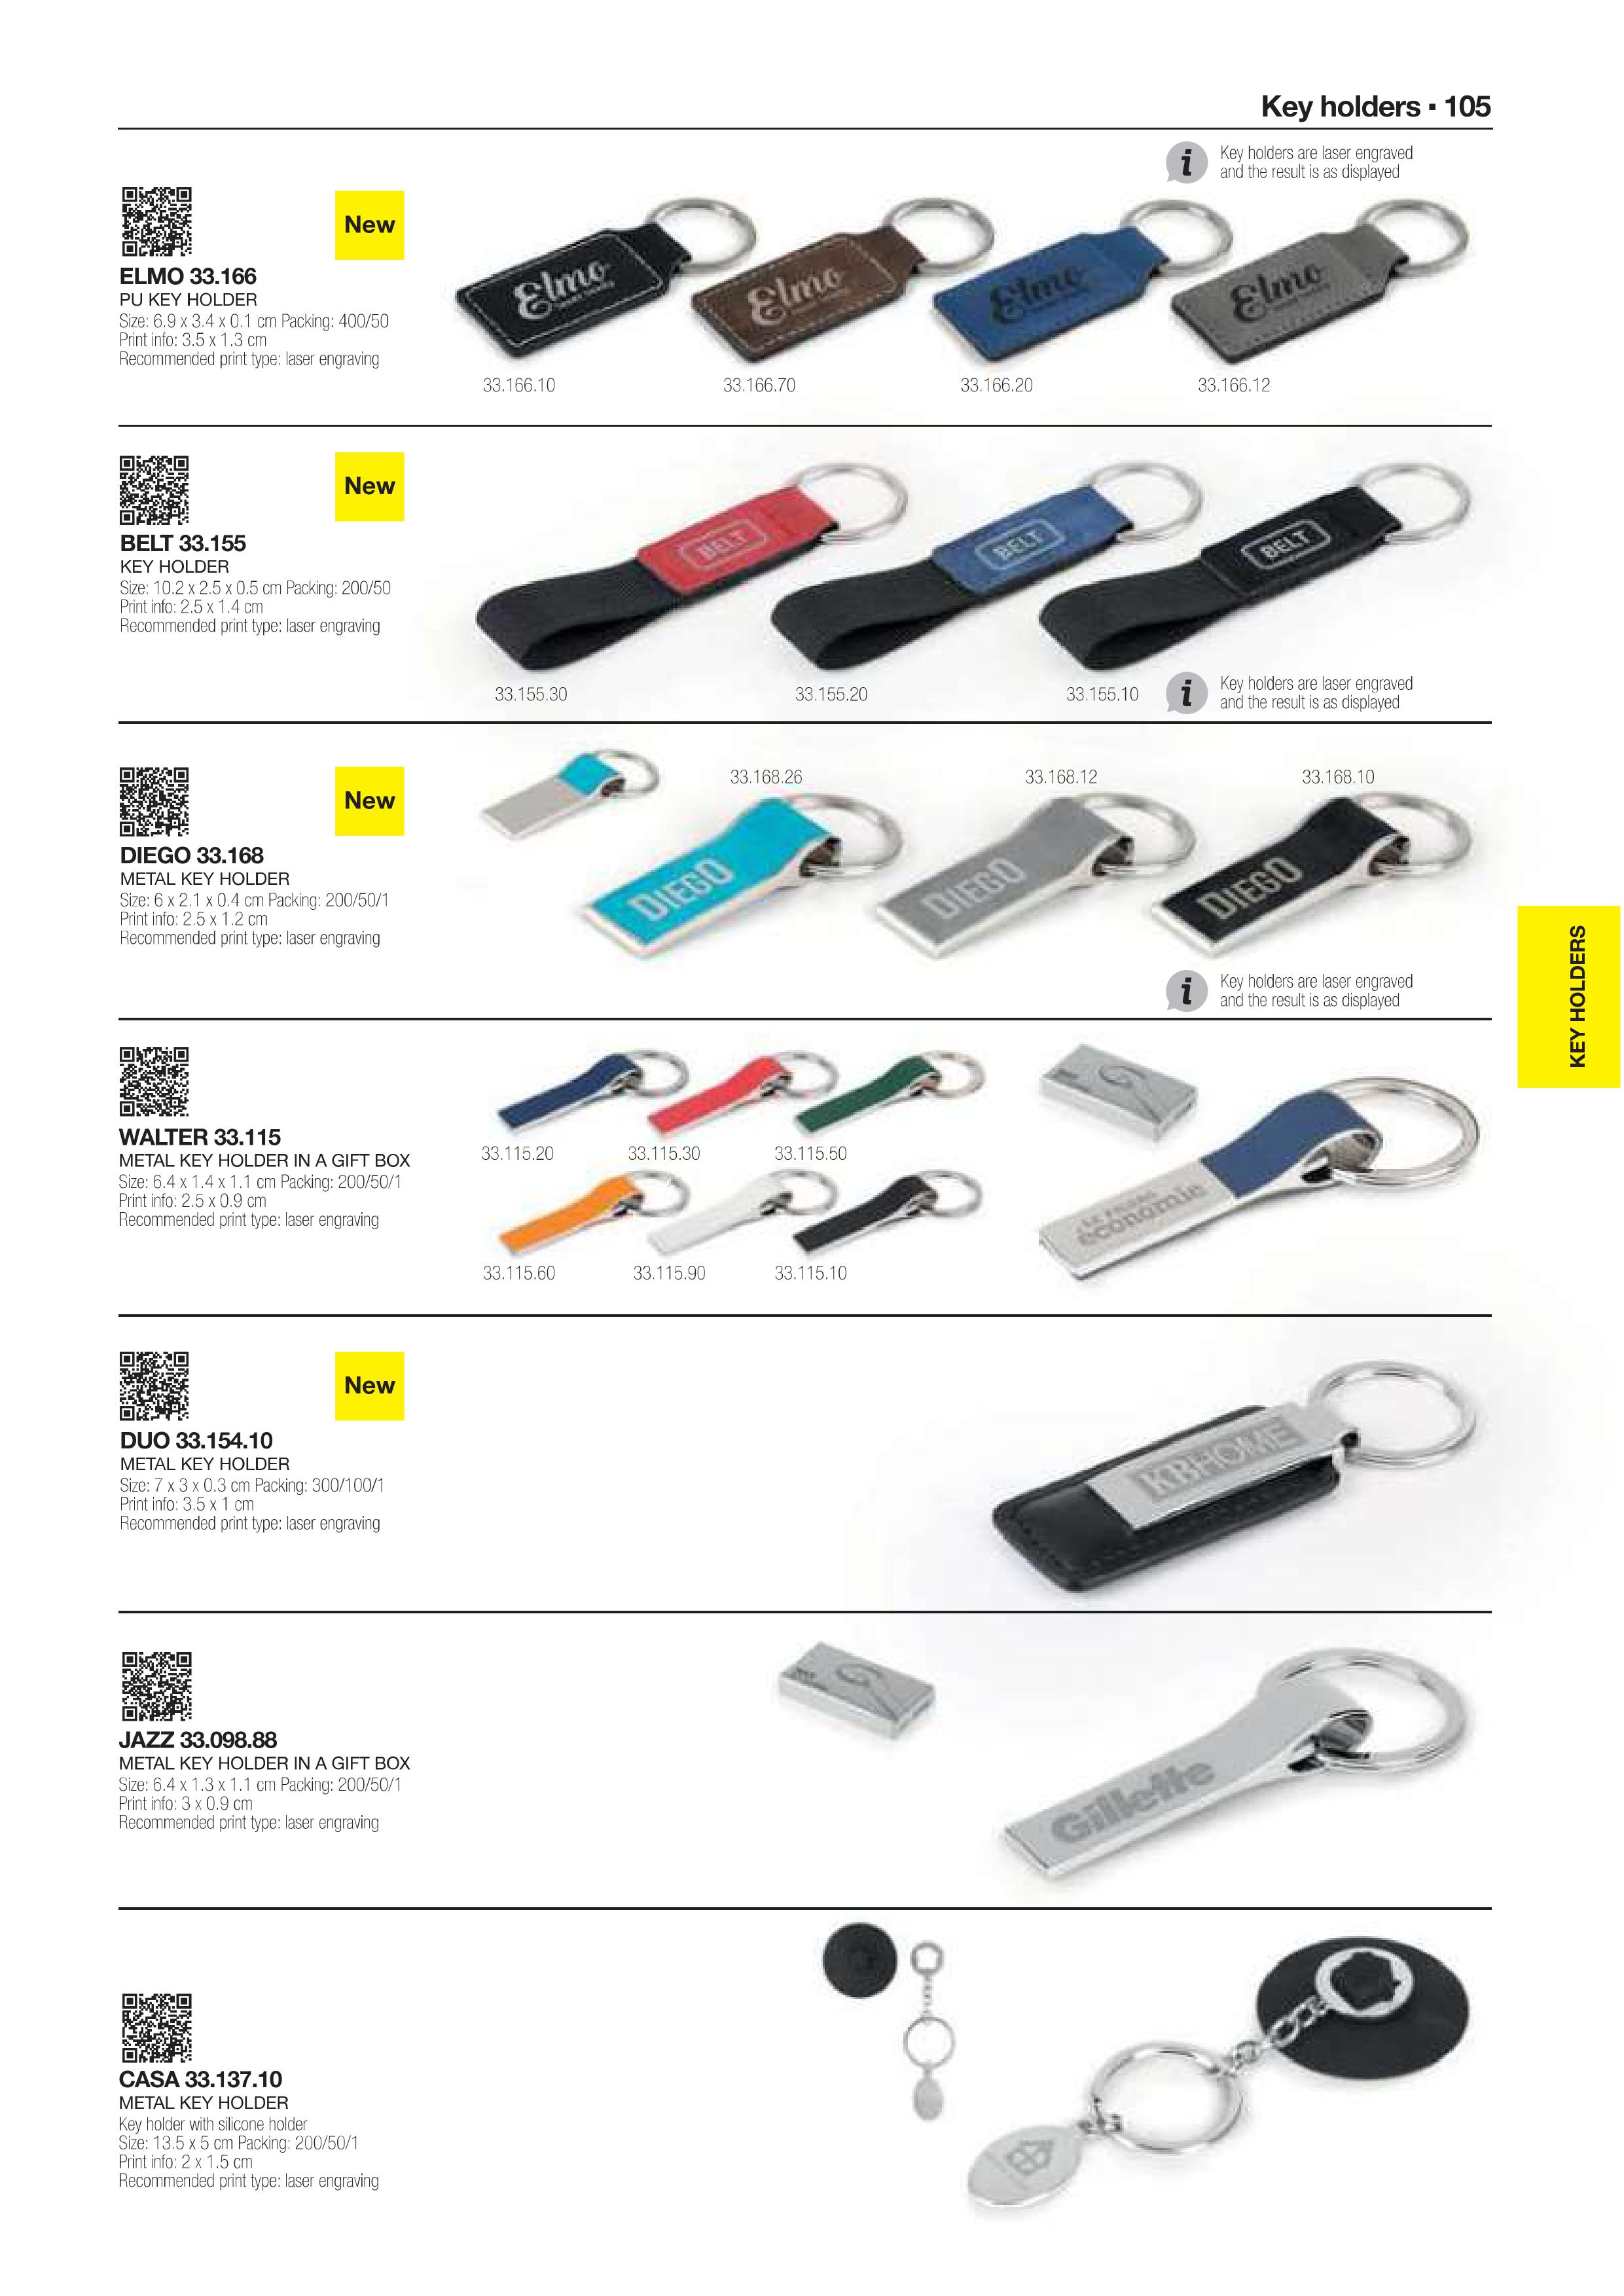 Key holders ▪ 105
Key holders are laser engraved
and the result is as displayed
New
ELMO 33.166
PU KEY HOLDER
Size: 6.9 x 3.4 x 0.1 cm Packing: 400/50
Print info: 3.5 x 1.3 cm
Recommended print type: laser engraving
Elmo
Elmo
Elmo
Elmo
33.166.10
33.166.70
33.166.20
33.166.12
New
BELT 33.155
KEY HOLDER
Size: 10.2 x 2.5 x 0.5 cm Packing: 200/50
Print info: 2.5 x 1.4 cm
Recommended print type: laser engraving
BELT
BELT
BELT
33.155.30
33.155.20
33.155.10
Key holders are laser engraved
and the result is as displayed
New
DIEGO 33.168
METAL KEY HOLDER
Size: 6 x 2.1 x 0.4 cm Packing: 200/50/1
Print info: 2.5 x 1.2 cm
Recommended print type: laser engraving
33.168.26
33.168.12
33.168.10
DIEGO
DIEGO
DIEGO
Key holders are laser engraved
and the result is as displayed
KEY HOLDERS
WALTER 33.115
METAL KEY HOLDER IN A GIFT BOX
Size: 6.4 x 1.4 x 1.1 cm Packing: 200/50/1
Print info: 2.5 x 0.9 cm
Recommended print type: laser engraving
33.115.20
33.115.30
33.115.50
33.115.60
33.115.90
33.115.10
économie
New
DUO 33.154.10
METAL KEY HOLDER
Size: 7 x 3 x 0.3 cm Packing: 300/100/1
Print info: 3.5 x 1 cm
Recommended print type: laser engraving
KBHOME
JAZZ 33.098.88
METAL KEY HOLDER IN A GIFT BOX
Size: 6.4 x 1.3 x 1.1 cm Packing: 200/50/1
Print info: 3 x 0.9 cm
Recommended print type: laser engraving
Gillette
CASA 33.137.10
METAL KEY HOLDER
Key holder with silicone holder
Size: 13.5 x 5 cm Packing: 200/50/1
Print info: 2 x 1.5 cm
Recommended print type: laser engraving